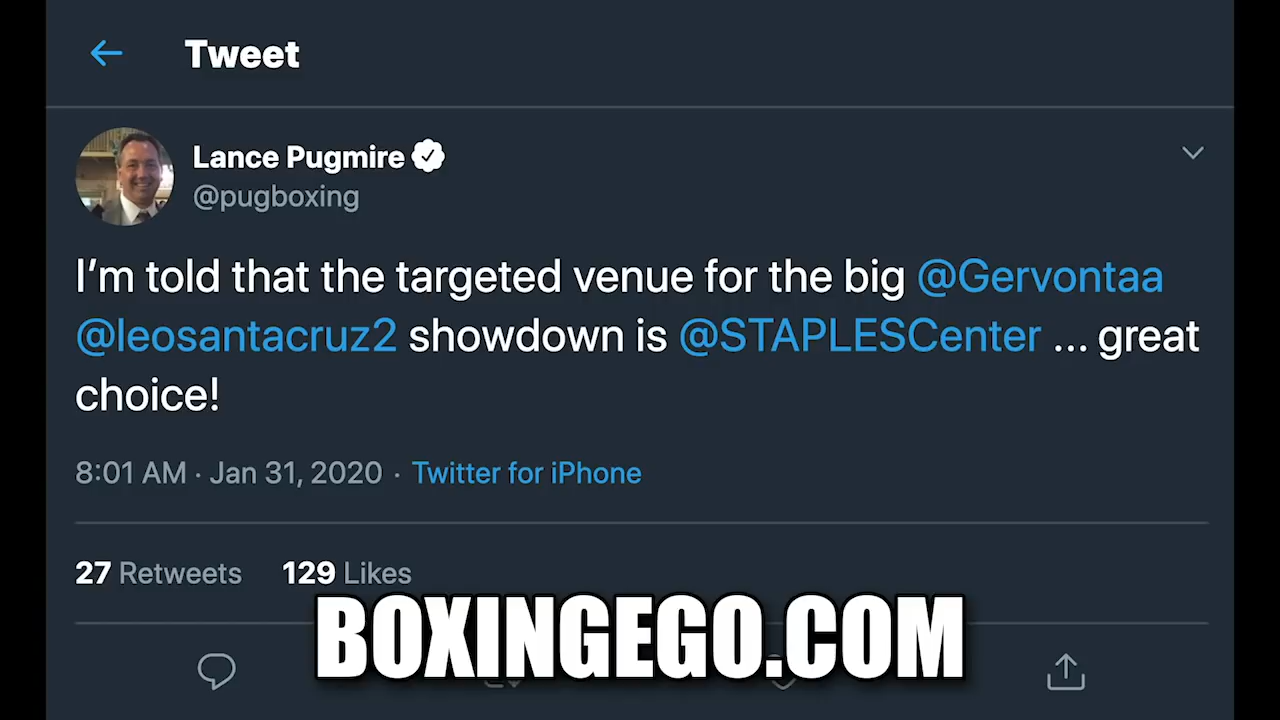 Tweet
Lance Pugmire
@pugboxing
I'm told that the targeted venue for the big @Gervontaa
@leosantacruz2 showdown is @STAPLESCenter ... great
choice!
8:01 AM · Jan 31, 2020 · Twitter for iPhone
27 Retweets 129 Likes
BOXINGEGO.COM